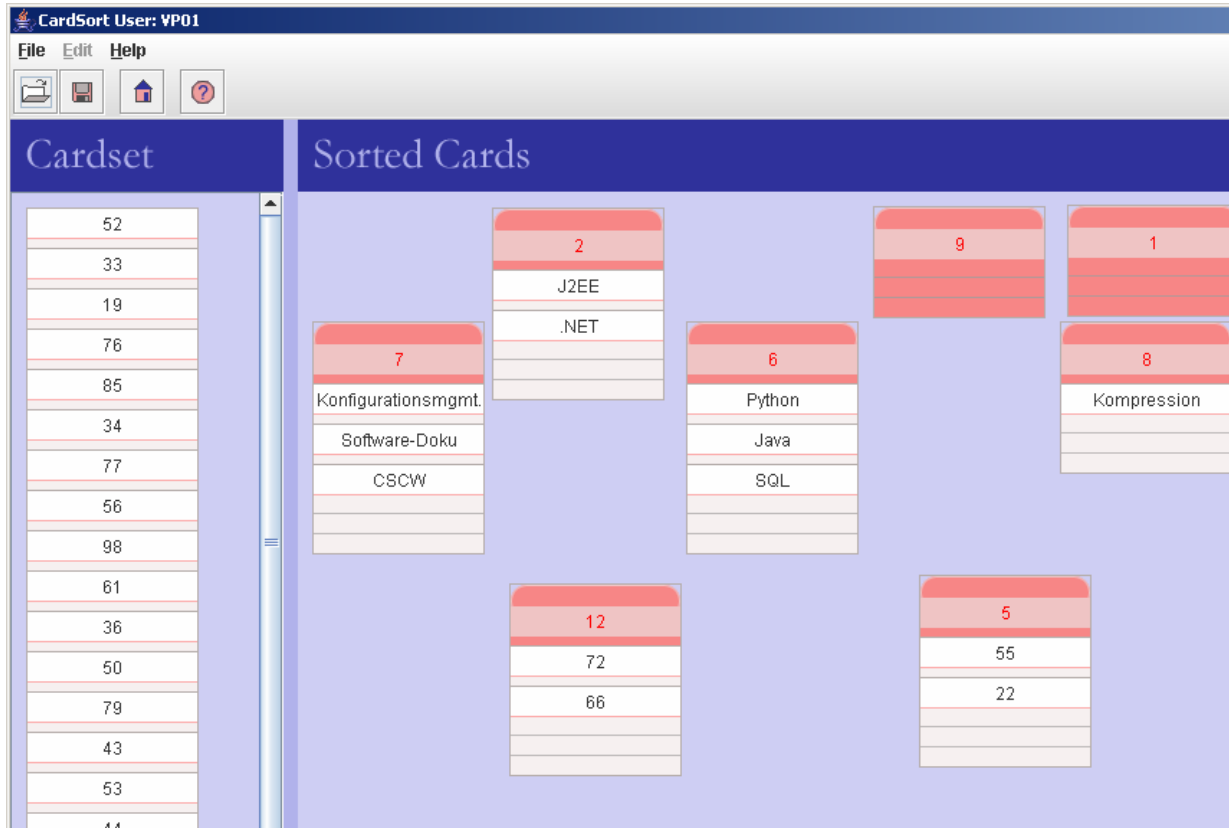 CardSort User: VP01
File Edit Help
Cardset
Sorted Cards
52
33
19
76
85
34
77
56
98
61
36
50
79
43
53
44
2
J2EE
.NET
9
1
7
Konfigurationsmgmt.
Software-Doku
CSCW
6
Python
Java
SQL
8
Kompression
12
72
66
5
55
22